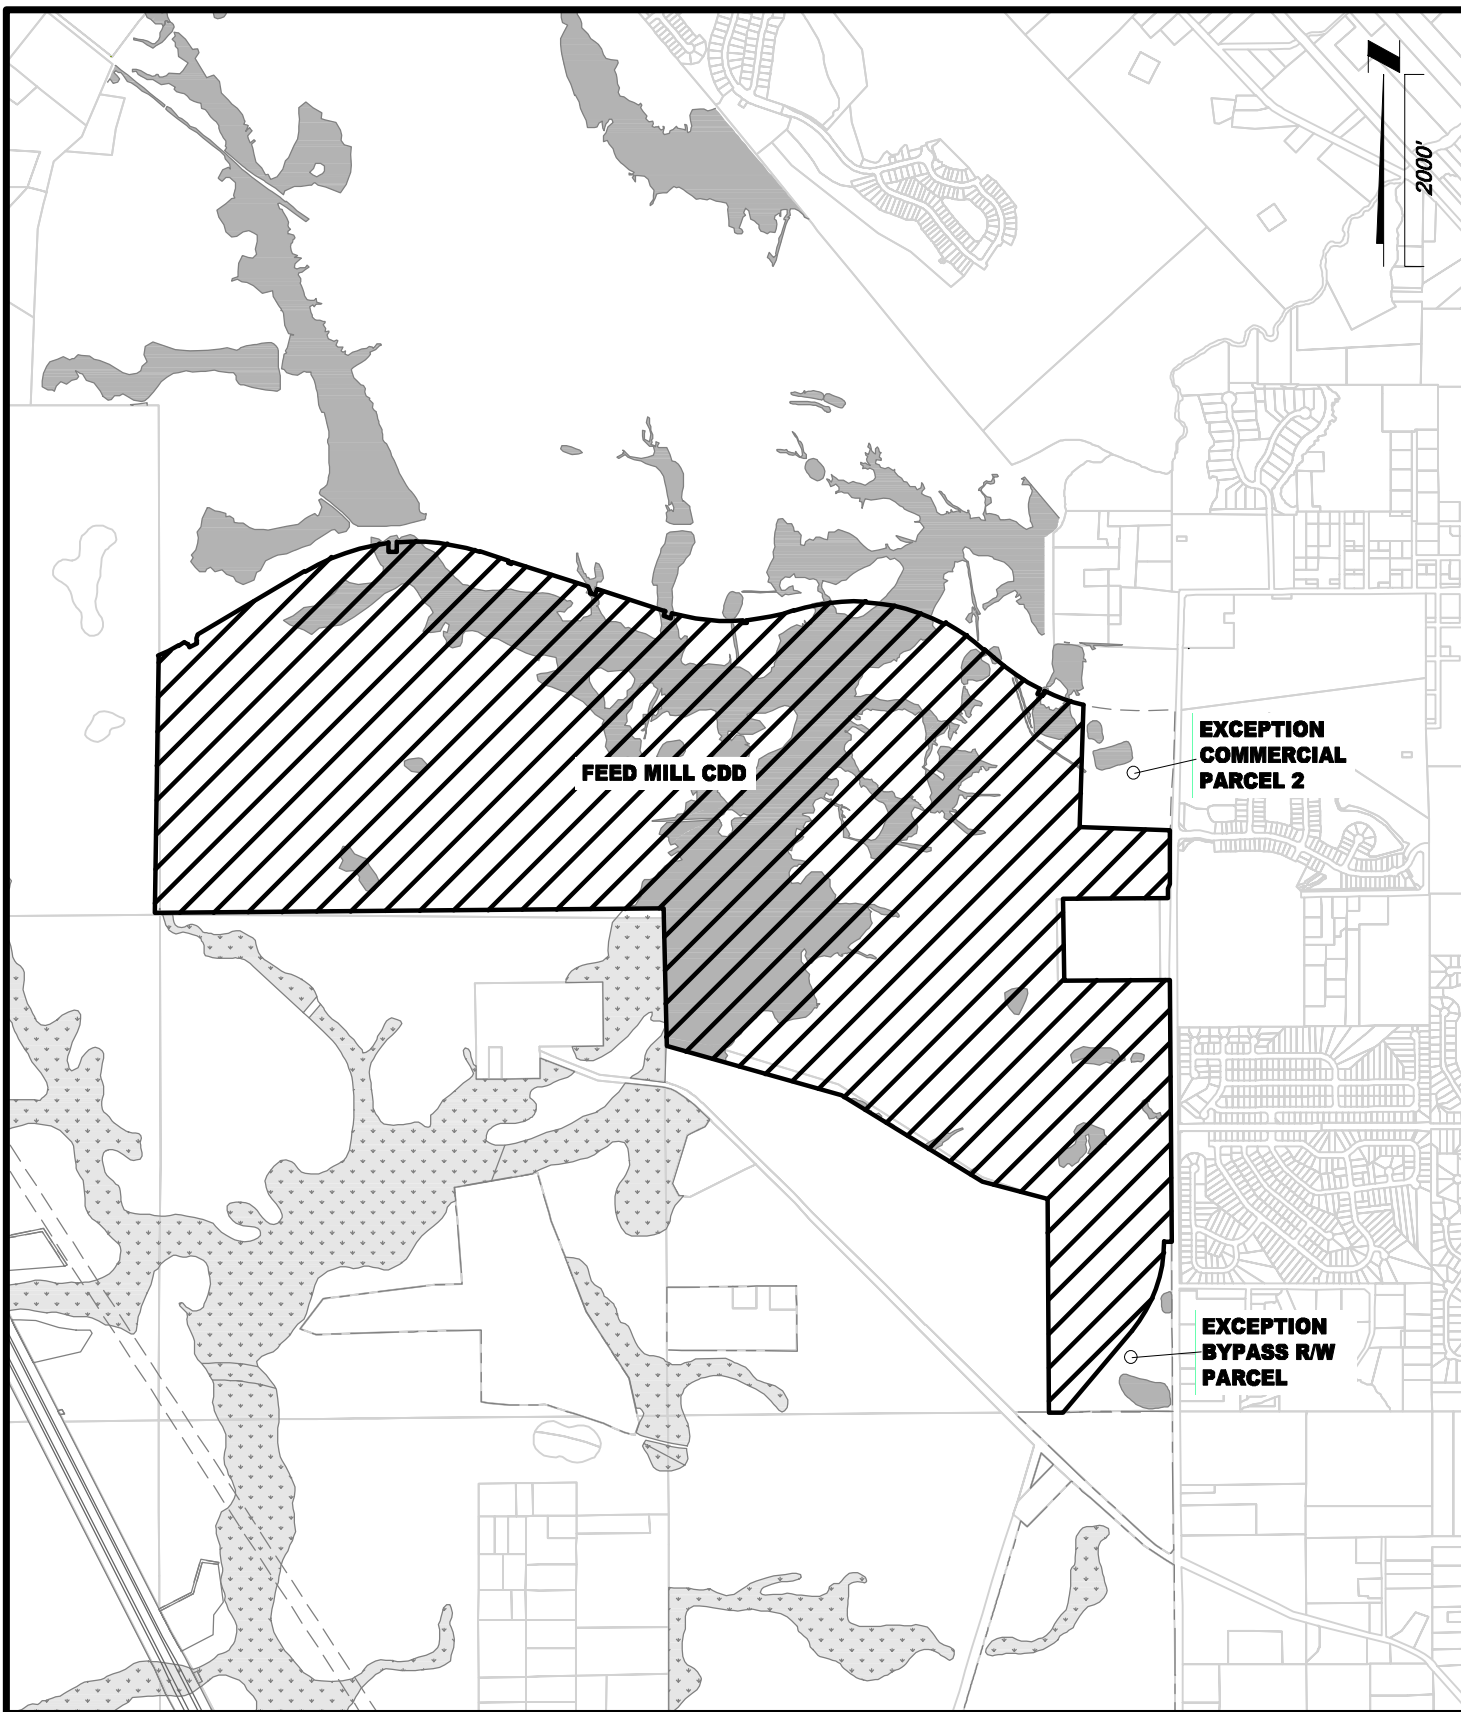 2000'
EXCEPTION
COMMERCIAL
PARCEL 2
FEED MILL CDD
EXCEPTION
BYPASS R/W
PARCEL